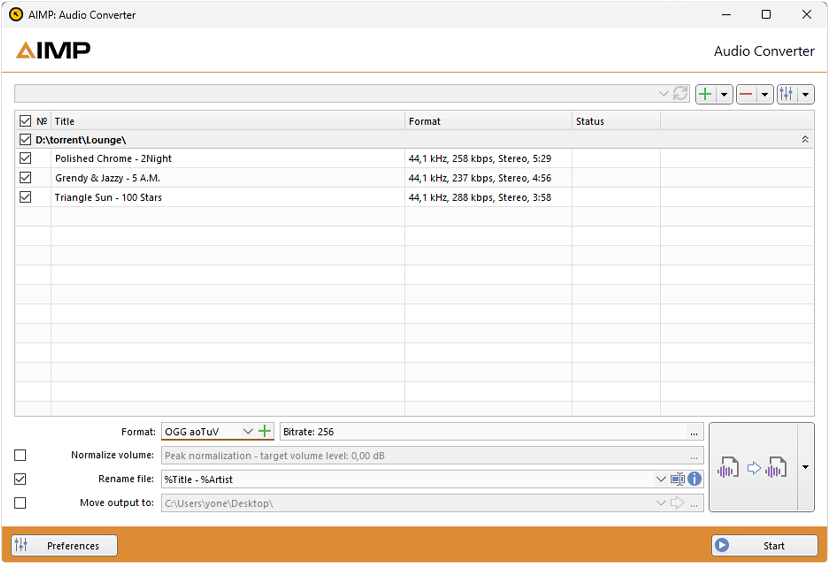 AIMP: Audio Converter
AIMP
Audio Converter
№ Title Format Status
D:\torrent\Lounge\
Polished Chrome - 2Night 44,1 kHz, 258 kbps, Stereo, 5:29
Grendy & Jazzy - 5 A.M. 44,1 kHz, 237 kbps, Stereo, 4:56
Triangle Sun - 100 Stars 44,1 kHz, 288 kbps, Stereo, 3:58
Format: OGG aoTuV Bitrate: 256 ...
Normalize volume: Peak normalization - target volume level: 0,00 dB ...
Rename file: %Title - %Artist
Move output to: C:\Users\yone\Desktop\ ...
Preferences Start